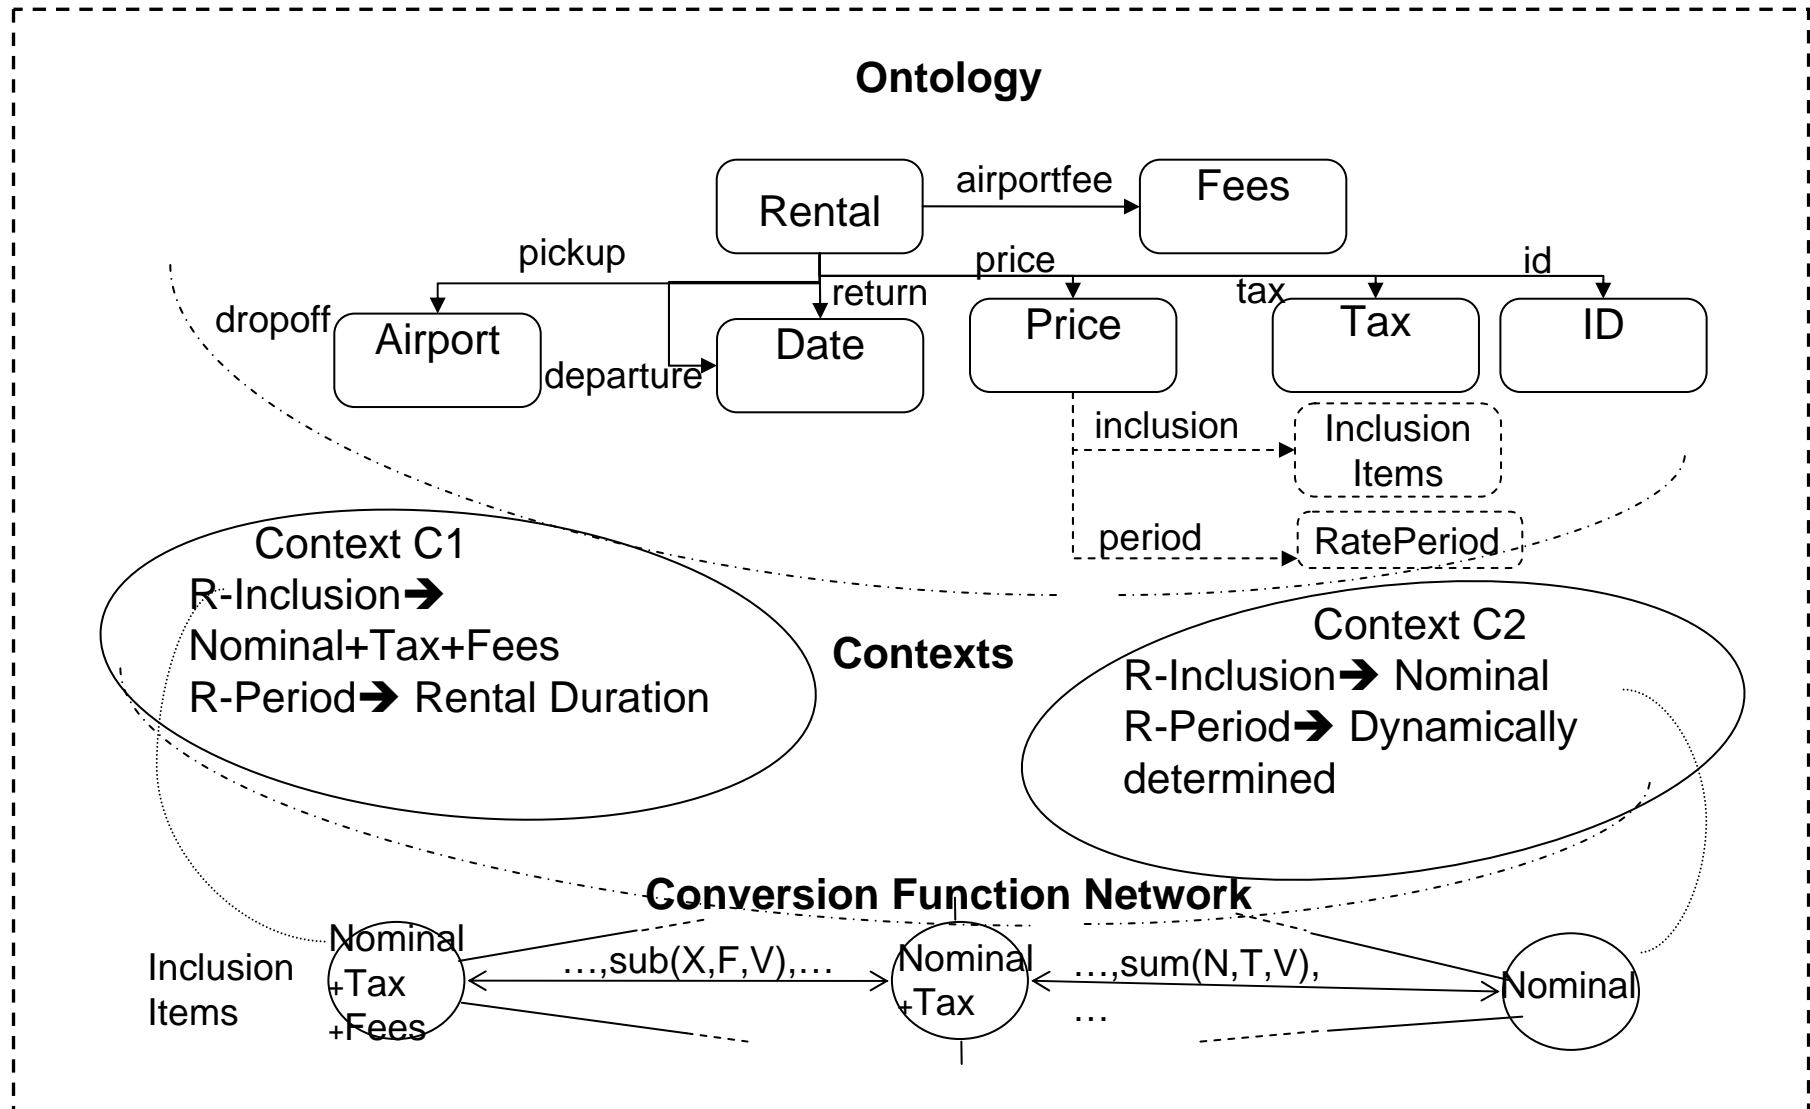 Ontology
Rental
airportfee
Fees
pickup
price
id
dropoff
return
tax
Airport
departure
Date
Price
Tax
ID
inclusion
Inclusion
Items
period
RatePeriod
Context C1
R-Inclusion➔
Nominal+Tax+Fees
R-Period➔ Rental Duration
Contexts
Context C2
R-Inclusion➔ Nominal
R-Period➔ Dynamically
determined
Conversion Function Network
Inclusion
Items
Nominal
+Tax
+Fees
…,sub(X,F,V),…
Nominal
+Tax
…,sum(N,T,V),
…
Nominal